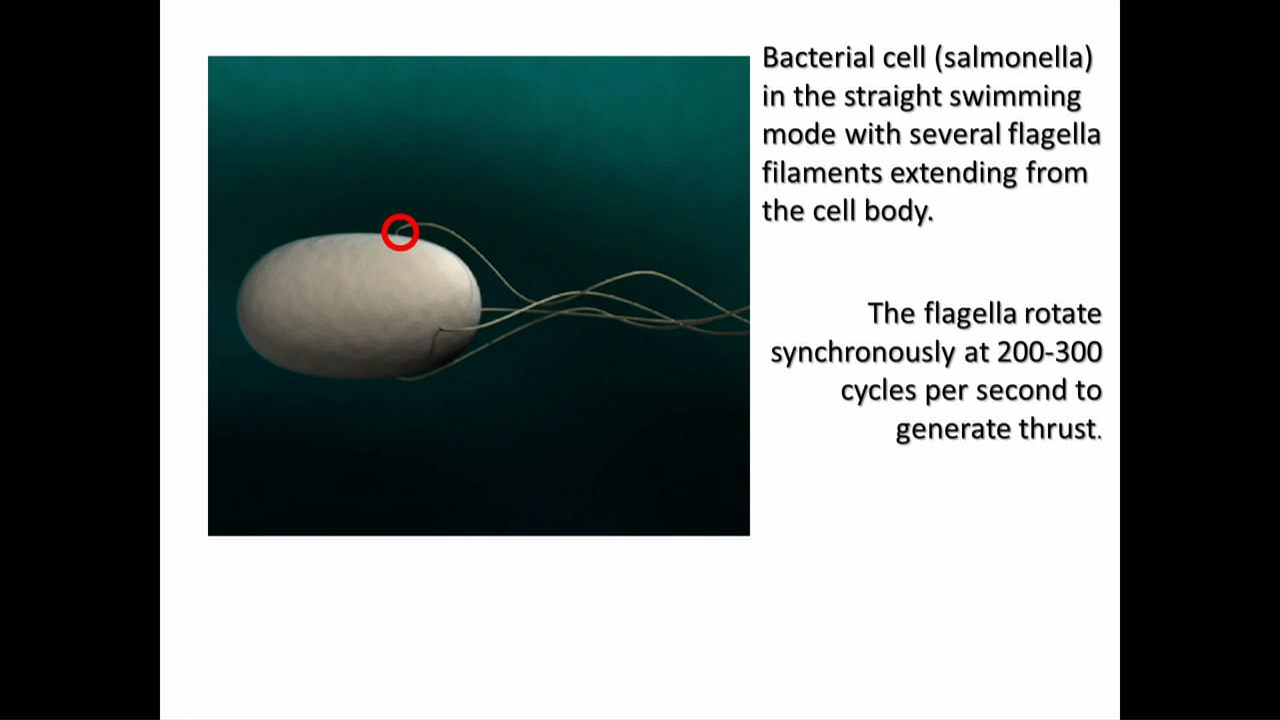 Bacterial cell (salmonella)
in the straight swimming
mode with several flagella
filaments extending from
the cell body.
The flagella rotate
synchronously at 200-300
cycles per second to
generate thrust.